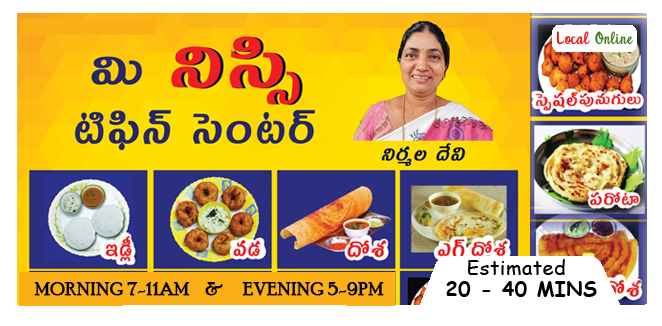 Local Online
మి నిస్సి
టిఫిన్ సెంటర్
నిర్మల దేవి
స్పెషల్ పునుగులు
పరోటా
ఇడ్లీ
వడ
దోశ
ఎగ్ దోశ
దోశ
MORNING 7-11AM & EVENING 5-9PM
Estimated
20 - 40 MINS